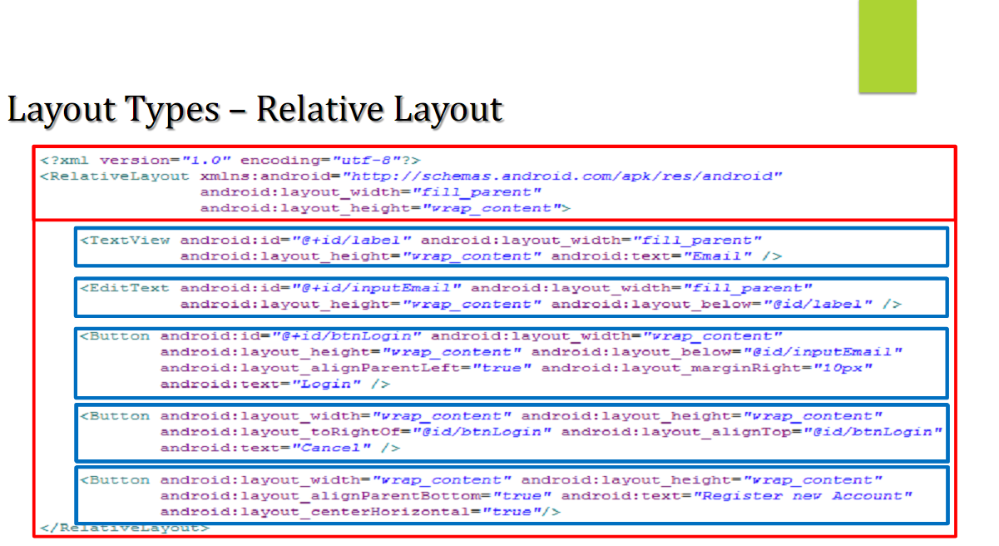 Layout Types – Relative Layout
<?xml version="1.0" encoding="utf-8"?>
<RelativeLayout xmlns:android="http://schemas.android.com/apk/res/android"
android:layout_width="fill_parent"
android:layout_height="wrap_content">
<TextView android:id="@+id/label" android:layout_width="fill_parent"
android:layout_height="wrap_content" android:text="Email" />
<EditText android:id="@+id/inputEmail" android:layout_width="fill_parent"
android:layout_height="wrap_content" android:layout_below="@id/label" />
<Button android:id="@+id/btnLogin" android:layout_width="wrap_content"
android:layout_height="wrap_content" android:layout_below="@id/inputEmail"
android:layout_alignParentLeft="true" android:layout_marginRight="10px"
android:text="Login" />
<Button android:layout_width="wrap_content" android:layout_height="wrap_content"
android:layout_toRightOf="@id/btnLogin" android:layout_alignTop="@id/btnLogin"
android:text="Cancel" />
<Button android:layout_width="wrap_content" android:layout_height="wrap_content"
android:layout_alignParentBottom="true" android:text="Register new Account"
android:layout_centerHorizontal="true"/>
</RelativeLayout>